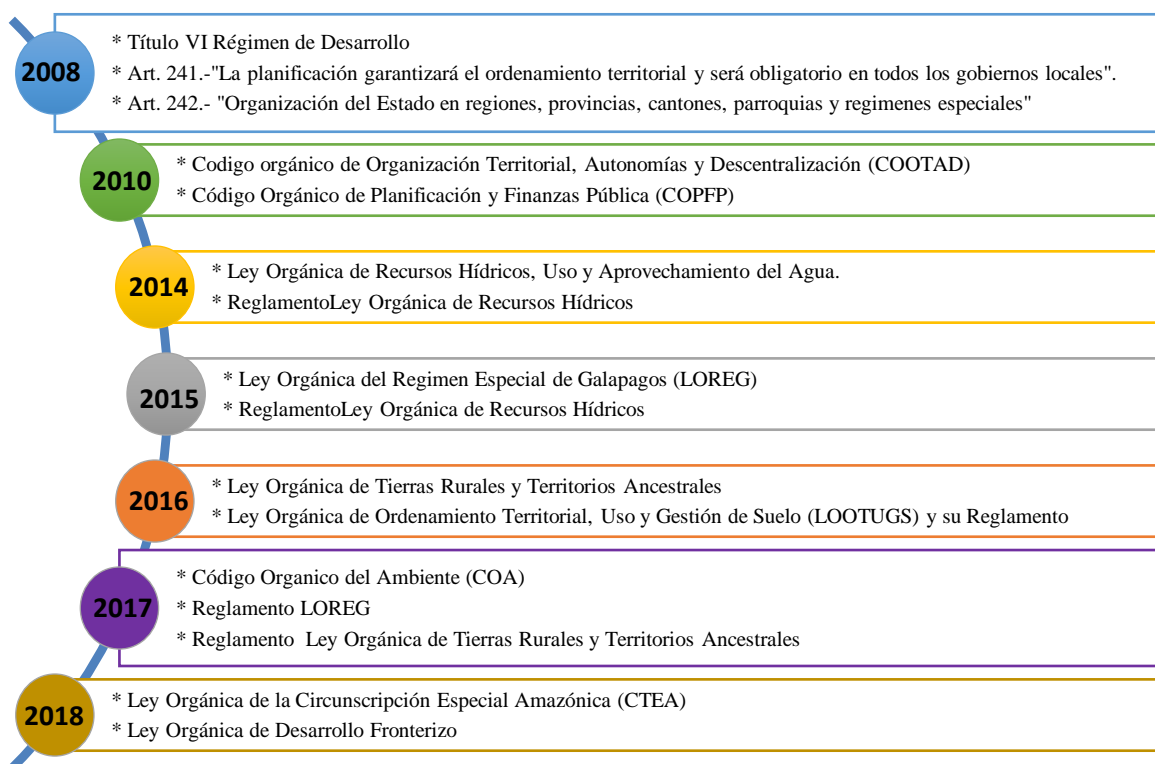 2008
* Título VI Régimen de Desarrollo
* Art. 241.-"La planificación garantizará el ordenamiento territorial y será obligatorio en todos los gobiernos locales".
* Art. 242.- "Organización del Estado en regiones, provincias, cantones, parroquias y regimenes especiales"
2010
* Codigo orgánico de Organización Territorial, Autonomías y Descentralización (COOTAD)
* Código Orgánico de Planificación y Finanzas Pública (COPFP)
2014
* Ley Orgánica de Recursos Hídricos, Uso y Aprovechamiento del Agua.
* ReglamentoLey Orgánica de Recursos Hídricos
2015
* Ley Orgánica del Regimen Especial de Galapagos (LOREG)
* ReglamentoLey Orgánica de Recursos Hídricos
2016
* Ley Orgánica de Tierras Rurales y Territorios Ancestrales
* Ley Orgánica de Ordenamiento Territorial, Uso y Gestión de Suelo (LOOTUGS) y su Reglamento
2017
* Código Organico del Ambiente (COA)
* Reglamento LOREG
* Reglamento  Ley Orgánica de Tierras Rurales y Territorios Ancestrales
2018
* Ley Orgánica de la Circunscripción Especial Amazónica (CTEA)
* Ley Orgánica de Desarrollo Fronterizo